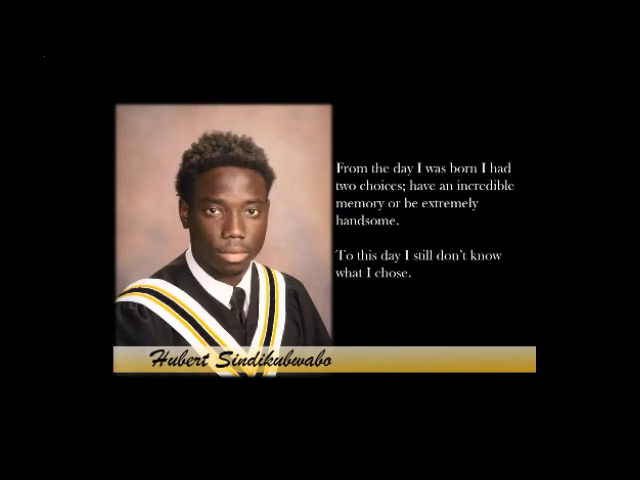 From the day I was born I had
two choices; have an incredible
memory or be extremely
handsome.
To this day I still don't know
what I chose.
Hubert Sindikubwabo